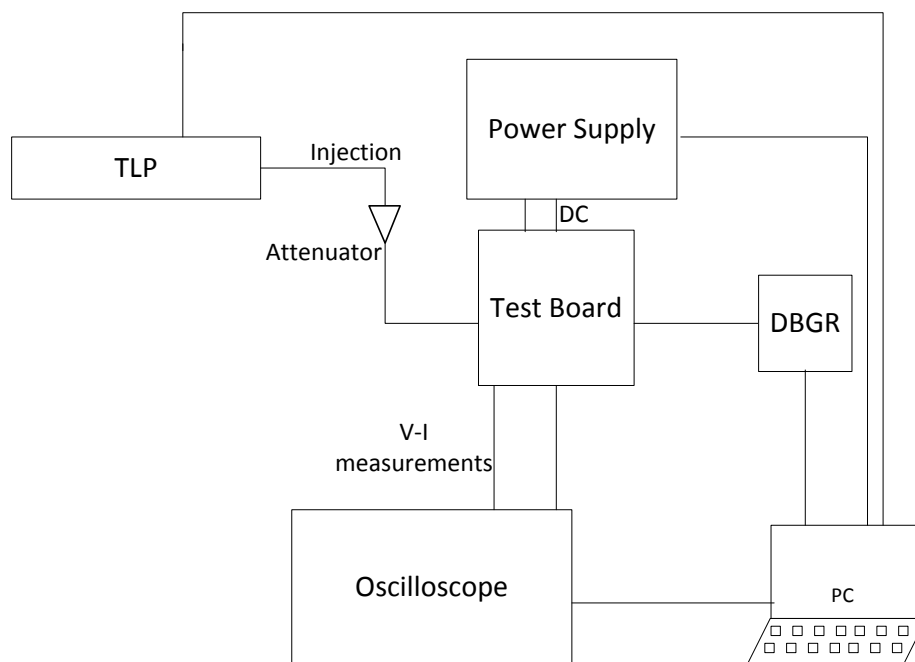 Power Supply
Injection
TLP
DC
Attenuator
Test Board
DBGR
V-I
measurements
Oscilloscope
PC